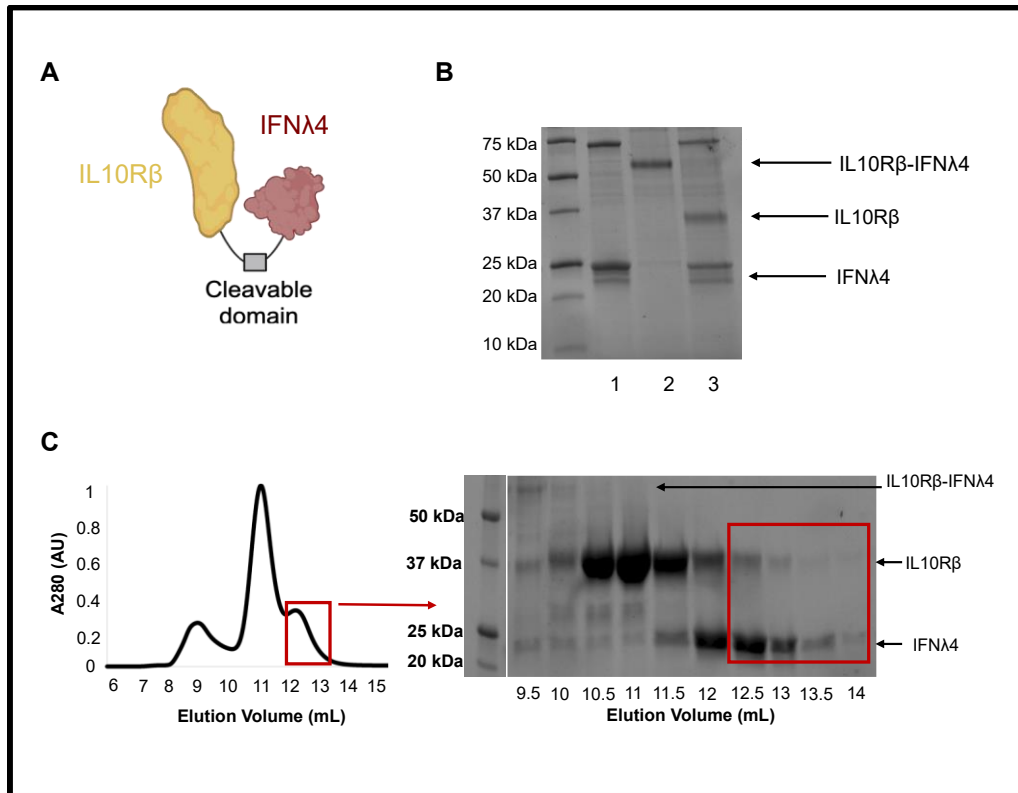 A
IL10Rβ
IFNλ4
Cleavable
domain
B
75 kDa
50 kDa
37 kDa
25 kDa
20 kDa
10 kDa
IL10Rβ-IFNλ4
IL10Rβ
IFNλ4
1 2 3
C
A280 (AU)
1
0.8
0.6
0.4
0.2
0
6 7 8 9 10 11 12 13 14 15
Elution Volume (mL)
50 kDa
37 kDa
25 kDa
20 kDa
IL10Rβ-IFNλ4
IL10Rβ
IFNλ4
9.5 10 10.5 11 11.5 12 12.5 13 13.5 14
Elution Volume (mL)